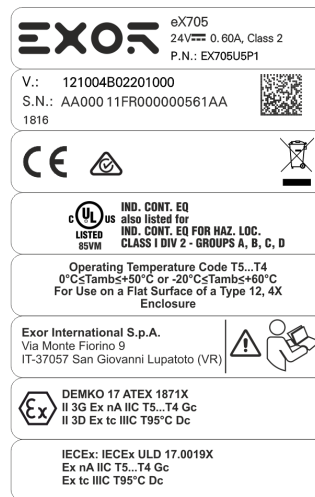 EXOR
eX705
24V⎓ 0.60A, Class 2
P.N.: EX705U5P1
V.: 121004B02201000
S.N.: AA000 11FR000000561AA
1816
CE
C UL US
LISTED
85VM
IND. CONT. EQ
also listed for
IND. CONT. EQ FOR HAZ. LOC.
CLASS I DIV 2 - GROUPS A, B, C, D
Operating Temperature Code T5...T4
0°C≤Tamb≤+50°C or -20°C≤Tamb≤+60°C
For Use on a Flat Surface of a Type 12, 4X
Enclosure
Exor International S.p.A.
Via Monte Fiorino 9
IT-37057 San Giovanni Lupatoto (VR)
Ex
DEMKO 17 ATEX 1871X
II 3G Ex nA IIC T5...T4 Gc
II 3D Ex tc IIIC T95°C Dc
IECEx: IECEx ULD 17.0019X
Ex nA IIC T5...T4 Gc
Ex tc IIIC T95°C Dc